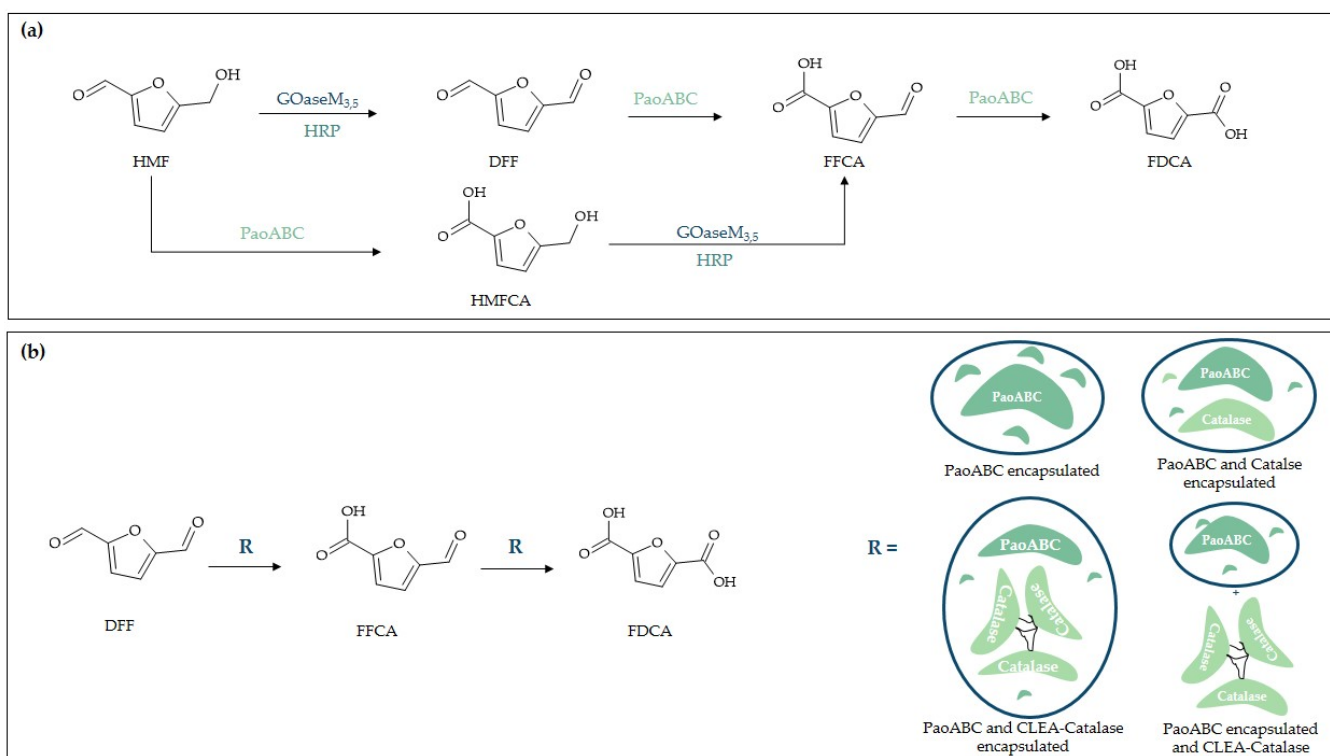 (a)
O
O
OH
GOaseM3,5
HRP
HMF
O
O
O
DFF
PaoABC
OH
O
O
O
FFCA
PaoABC
OH
O
O
O
OH
FDCA
PaoABC
OH
O
O
OH
HMFCA
GOaseM3,5
HRP
(b)
O
O
O
DFF
R
OH
O
O
O
FFCA
R
OH
O
O
O
OH
FDCA
R =
PaoABC
PaoABC encapsulated
PaoABC
Catalase
PaoABC and Catalse
encapsulated
PaoABC
Catalase
Catalase
Catalase
PaoABC and CLEA-Catalase
encapsulated
PaoABC
+
Catalase
Catalase
Catalase
PaoABC encapsulated
and CLEA-Catalase